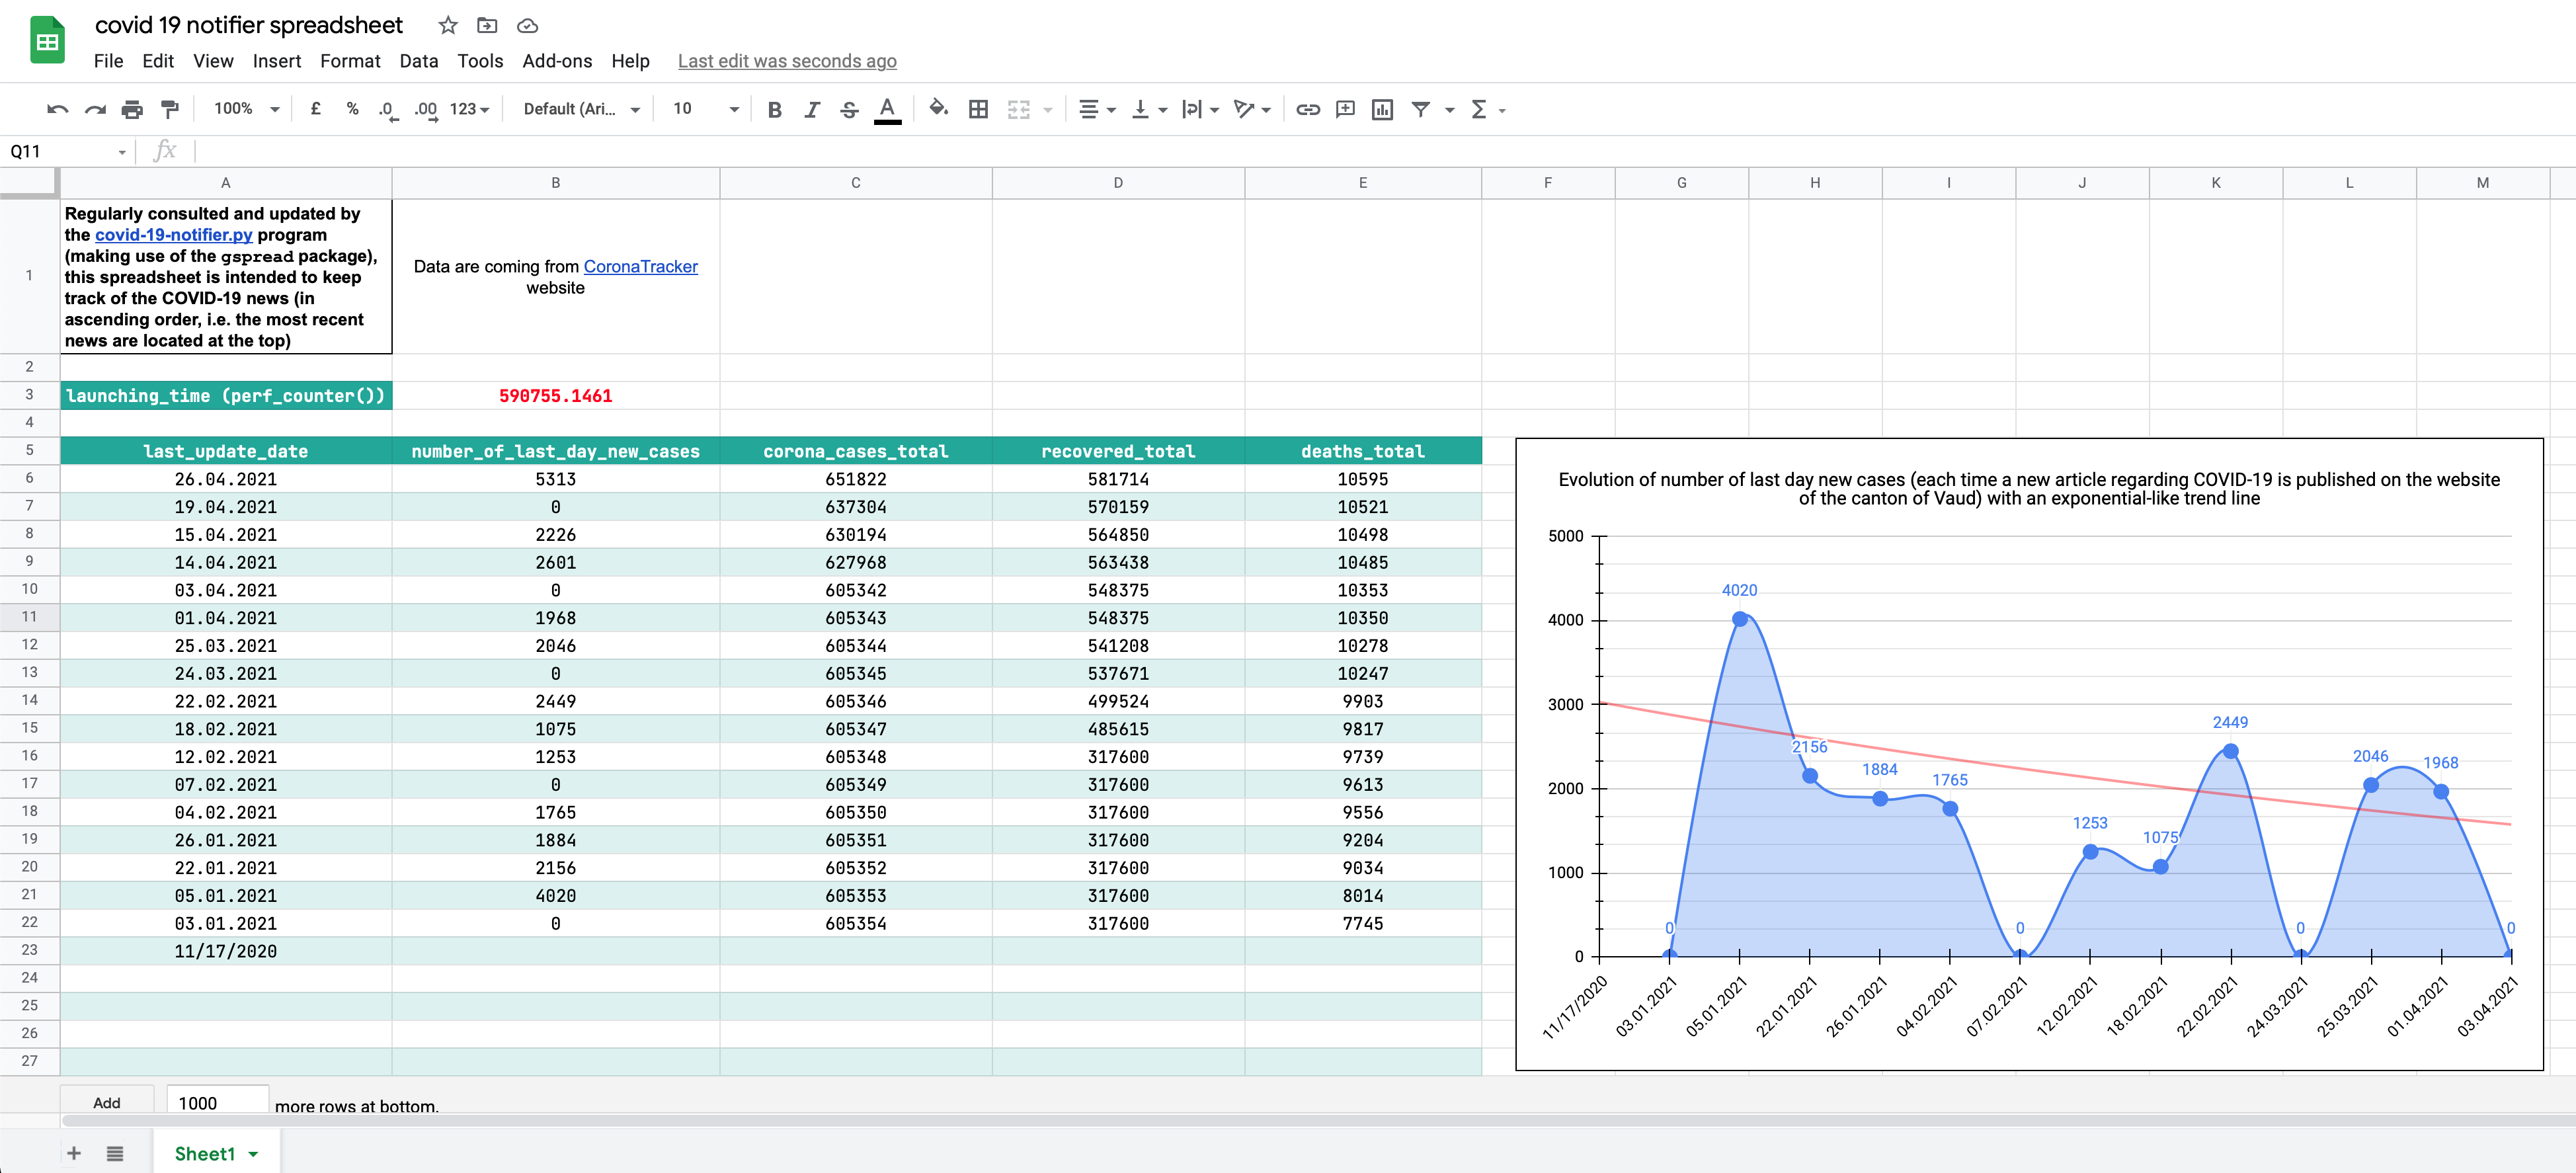 covid 19 notifier spreadsheet
File Edit View Insert Format Data Tools Add-ons Help Last edit was seconds ago
100% £ % .0 .00 123 Default (Ari... 10 B I S A Σ
Q11 fx
A B C D E F G H I J K L M
1
Regularly consulted and updated by
the covid-19-notifier.py program
(making use of the gspread package),
this spreadsheet is intended to keep
track of the COVID-19 news (in
ascending order, i.e. the most recent
news are located at the top)
Data are coming from CoronaTracker
website
2
3 launching_time (perf_counter()) 590755.1461
4
5 last_update_date number_of_last_day_new_cases corona_cases_total recovered_total deaths_total
6 26.04.2021 5313 651822 581714 10595
7 19.04.2021 0 637304 570159 10521
8 15.04.2021 2226 630194 564850 10498
9 14.04.2021 2601 627968 563438 10485
10 03.04.2021 0 605342 548375 10353
11 01.04.2021 1968 605343 548375 10350
12 25.03.2021 2046 605344 541208 10278
13 24.03.2021 0 605345 537671 10247
14 22.02.2021 2449 605346 499524 9903
15 18.02.2021 1075 605347 485615 9817
16 12.02.2021 1253 605348 317600 9739
17 07.02.2021 0 605349 317600 9613
18 04.02.2021 1765 605350 317600 9556
19 26.01.2021 1884 605351 317600 9204
20 22.01.2021 2156 605352 317600 9034
21 05.01.2021 4020 605353 317600 8014
22 03.01.2021 0 605354 317600 7745
23 11/17/2020
24
25
26
27
Evolution of number of last day new cases (each time a new article regarding COVID-19 is published on the website
of the canton of Vaud) with an exponential-like trend line
5000
4000
3000
2000
1000
0
0 4020 2156 1884 1765 0 1253 1075 2449 0 2046 1968 0
11/17/2020 03.01.2021 05.01.2021 22.01.2021 26.01.2021 04.02.2021 07.02.2021 12.02.2021 18.02.2021 22.02.2021 24.03.2021 25.03.2021 01.04.2021 03.04.2021
Add 1000 more rows at bottom.
+ Sheet1